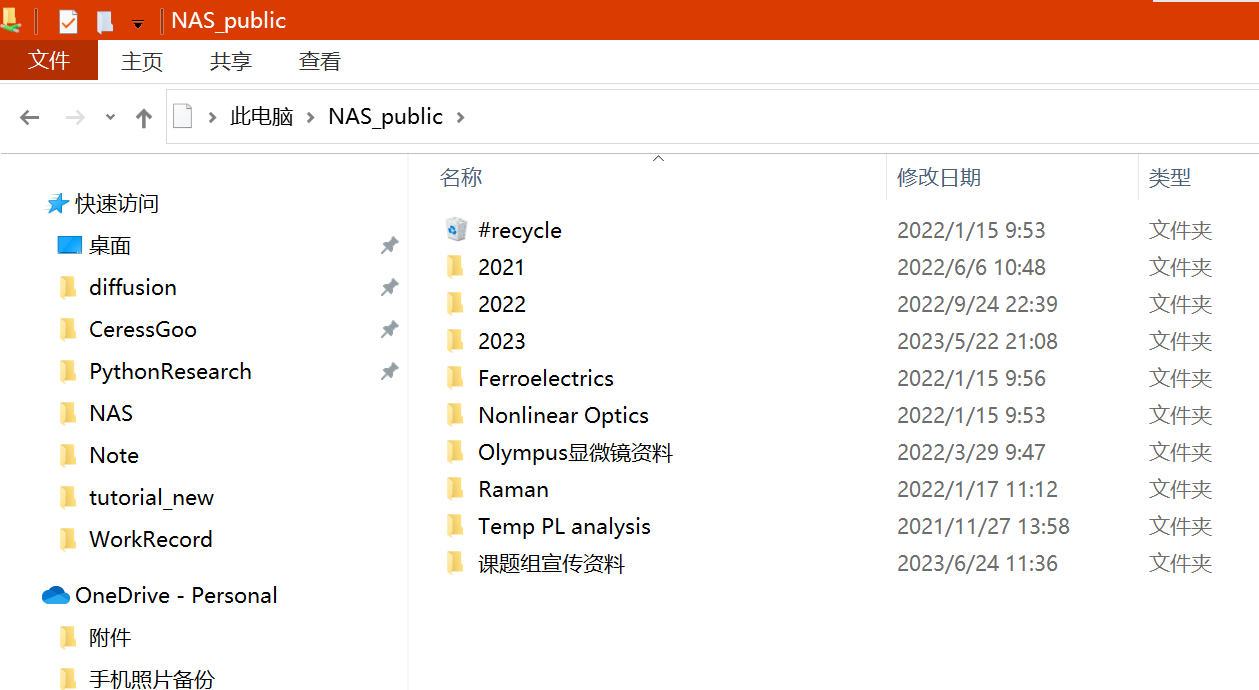 NAS_public
文件 主页 共享 查看
此电脑 NAS_public
名称 修改日期 类型
快速访问
桌面
diffusion
CeressGoo
PythonResearch
NAS
Note
tutorial_new
WorkRecord
OneDrive - Personal
附件
手机照片备份
#recycle 2022/1/15 9:53 文件夹
2021 2022/6/6 10:48 文件夹
2022 2022/9/24 22:39 文件夹
2023 2023/5/22 21:08 文件夹
Ferroelectrics 2022/1/15 9:56 文件夹
Nonlinear Optics 2022/1/15 9:53 文件夹
Olympus显微镜资料 2022/3/29 9:47 文件夹
Raman 2022/1/17 11:12 文件夹
Temp PL analysis 2021/11/27 13:58 文件夹
课题组宣传资料 2023/6/24 11:36 文件夹